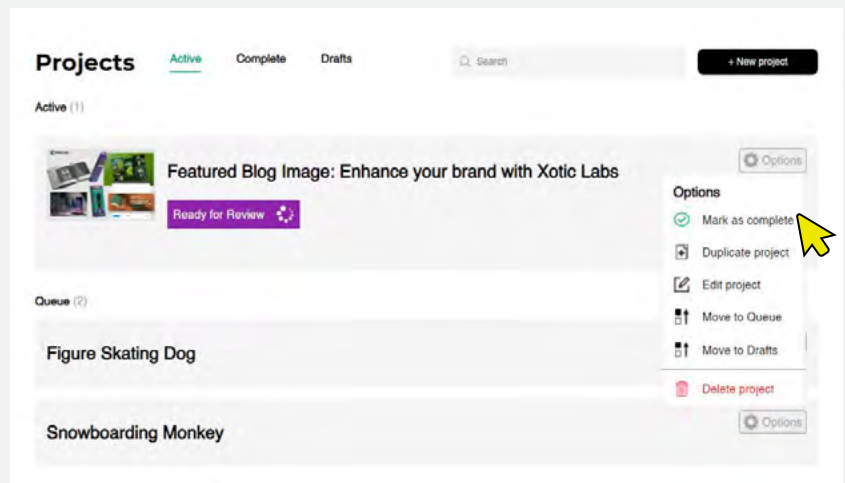 Projects Active Complete Drafts Search + New project
Active (1)
Featured Blog Image: Enhance your brand with Xotic Labs
Ready for Review
Options
Options
Mark as complete
Duplicate project
Edit project
Move to Queue
Move to Drafts
Delete project
Queue (2)
Figure Skating Dog
Snowboarding Monkey
Options